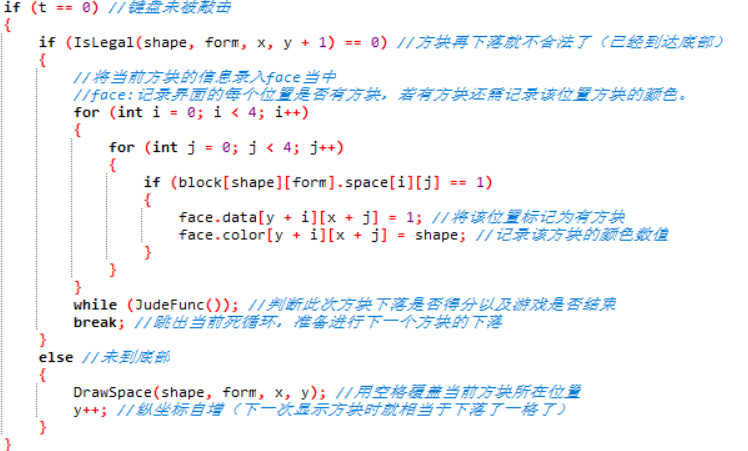 if (t == 0) //键盘未被敲击
{
    if (IsLegal(shape, form, x, y + 1) == 0) //方块再下落就不合法了（已经到达底部）
    {
        //将当前方块的信息录入face当中
        //face:记录界面的每个位置是否有方块，若有方块还需记录该位置方块的颜色。
        for (int i = 0; i < 4; i++)
        {
            for (int j = 0; j < 4; j++)
            {
                if (block[shape][form].space[i][j] == 1)
                {
                    face.data[y + i][x + j] = 1; //将该位置标记为有方块
                    face.color[y + i][x + j] = shape; //记录该方块的颜色数值
                }
            }
        }
        while (JudeFunc()); //判断此次方块下落是否得分以及游戏是否结束
        break; //跳出当前死循环，准备进行下一个方块的下落
    }
    else //未到底部
    {
        DrawSpace(shape, form, x, y); //用空格覆盖当前方块所在位置
        y++; //纵坐标自增（下一次显示方块时就相当于下落了一格了）
    }
}